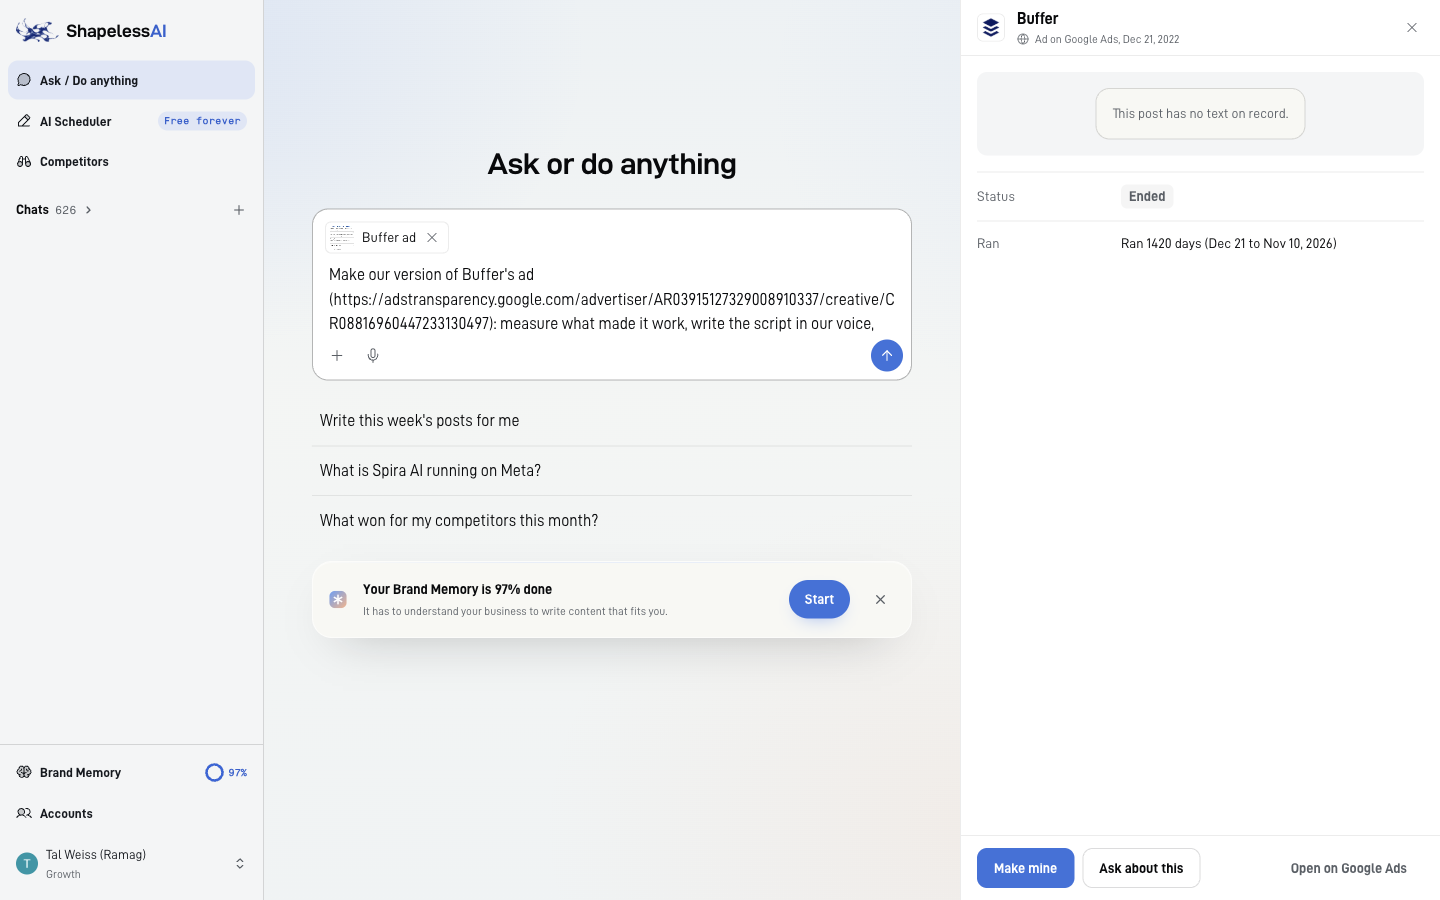 ShapelessAI
Ask / Do anything
AI Scheduler
Free forever
Competitors
Chats 626
Brand Memory
97%
Accounts
T
Tal Weiss (Ramag)
Growth
Ask or do anything
Buffer ad
Make our version of Buffer's ad
(https://adstransparency.google.com/advertiser/AR03915127329008910337/creative/C
R08816960447233130497): measure what made it work, write the script in our voice,
Write this week's posts for me
What is Spira AI running on Meta?
What won for my competitors this month?
Your Brand Memory is 97% done
It has to understand your business to write content that fits you.
Start
Buffer
Ad on Google Ads, Dec 21, 2022
This post has no text on record.
Status
Ended
Ran
Ran 1420 days (Dec 21 to Nov 10, 2026)
Make mine
Ask about this
Open on Google Ads